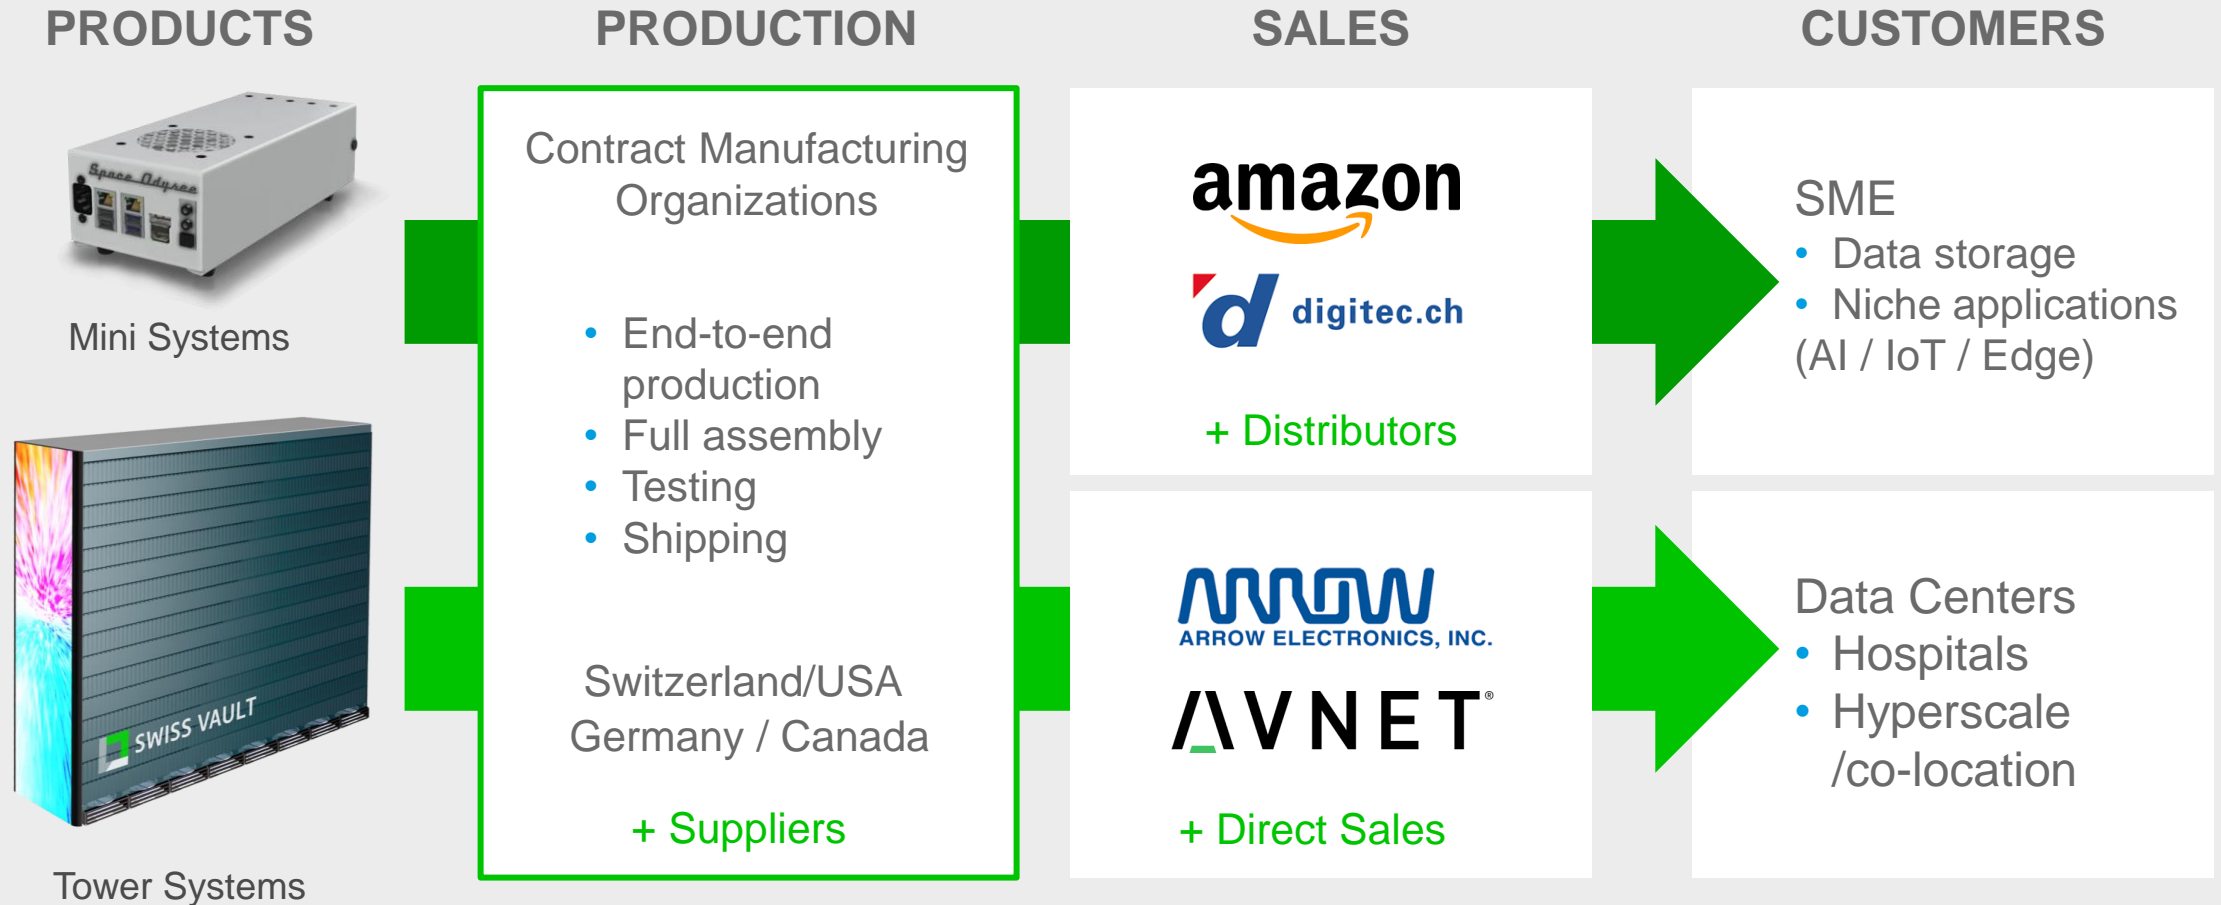 PRODUCTS
PRODUCTION
SALES
CUSTOMERS
Space Odysee
Mini Systems
SWISS VAULT
Tower Systems
Contract Manufacturing
Organizations
• End-to-end
production
• Full assembly
• Testing
• Shipping
Switzerland/USA
Germany / Canada
+ Suppliers
amazon
d digitec.ch
+ Distributors
ARROW
ARROW ELECTRONICS, INC.
AVNET®
+ Direct Sales
SME
• Data storage
• Niche applications
(AI / IoT / Edge)
Data Centers
• Hospitals
• Hyperscale
/co-location